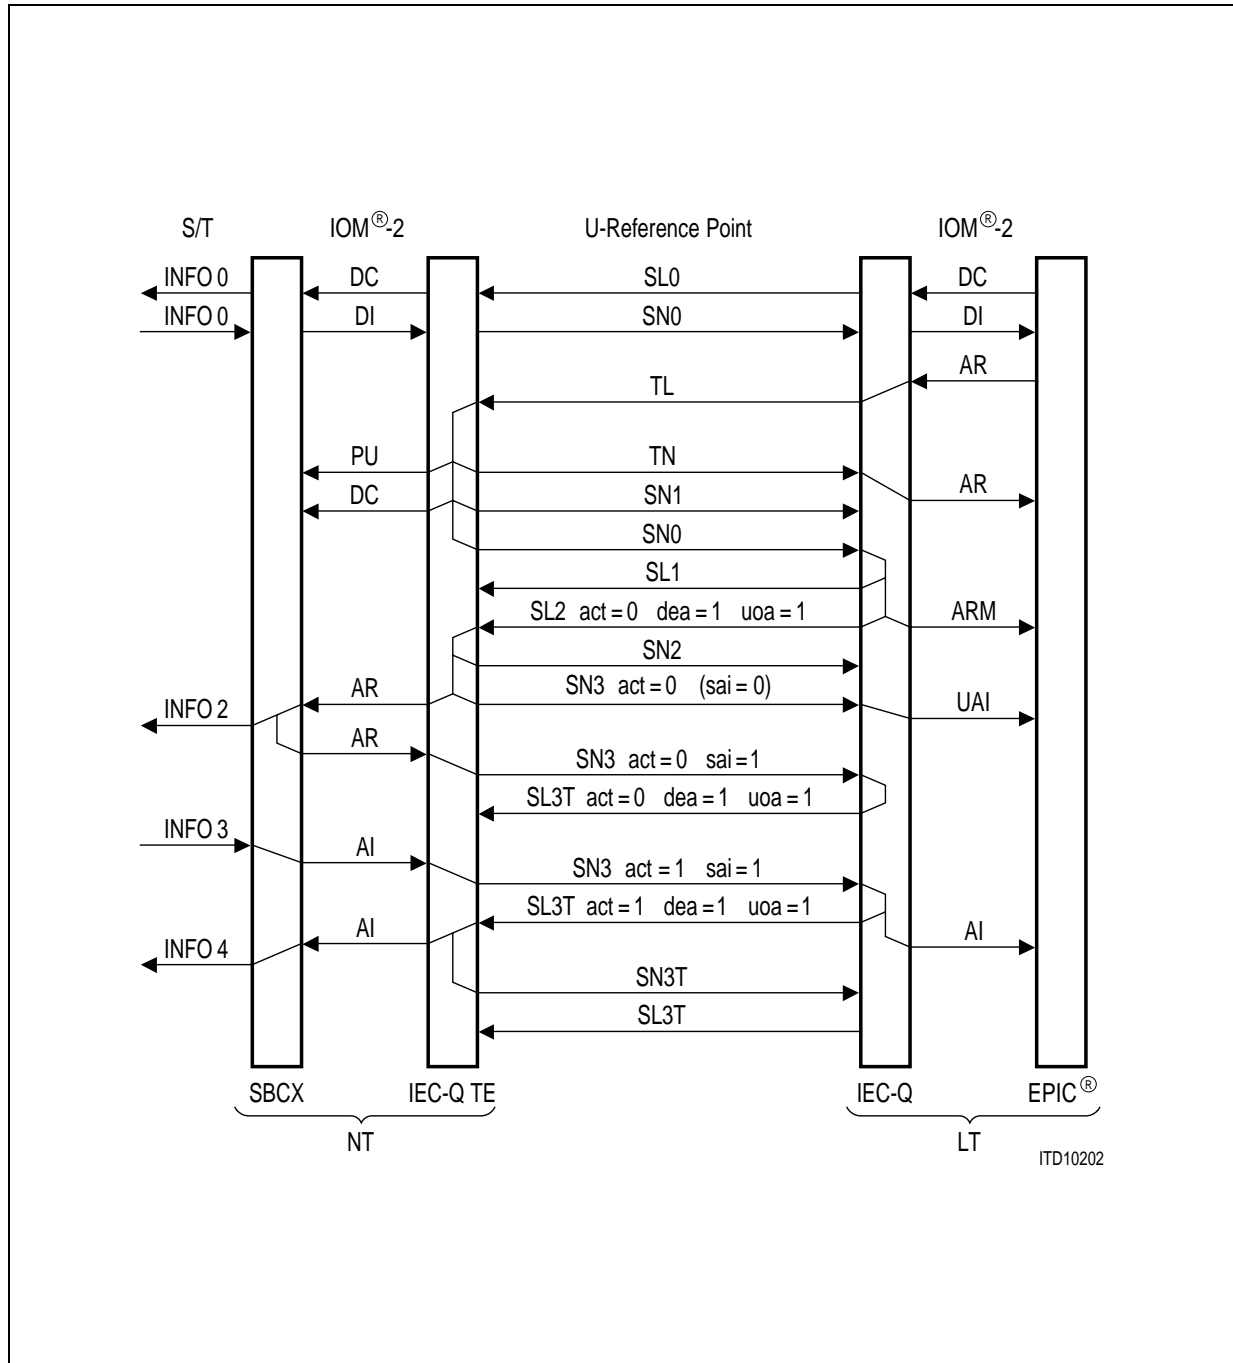 S/T IOM®-2 U-Reference Point IOM®-2
INFO 0 DC SL0 DC
INFO 0 DI SN0 DI
AR
TL
PU TN
AR
DC SN1
SN0
SL1
SL2 act = 0 dea = 1 uoa = 1 ARM
SN2
AR SN3 act = 0 (sai = 0)
INFO 2 UAI
AR
SN3 act = 0 sai = 1
SL3T act = 0 dea = 1 uoa = 1
INFO 3
AI
SN3 act = 1 sai = 1
SL3T act = 1 dea = 1 uoa = 1
AI AI
INFO 4
SN3T
SL3T
SBCX IEC-Q TE IEC-Q EPIC®
NT LT
ITD10202